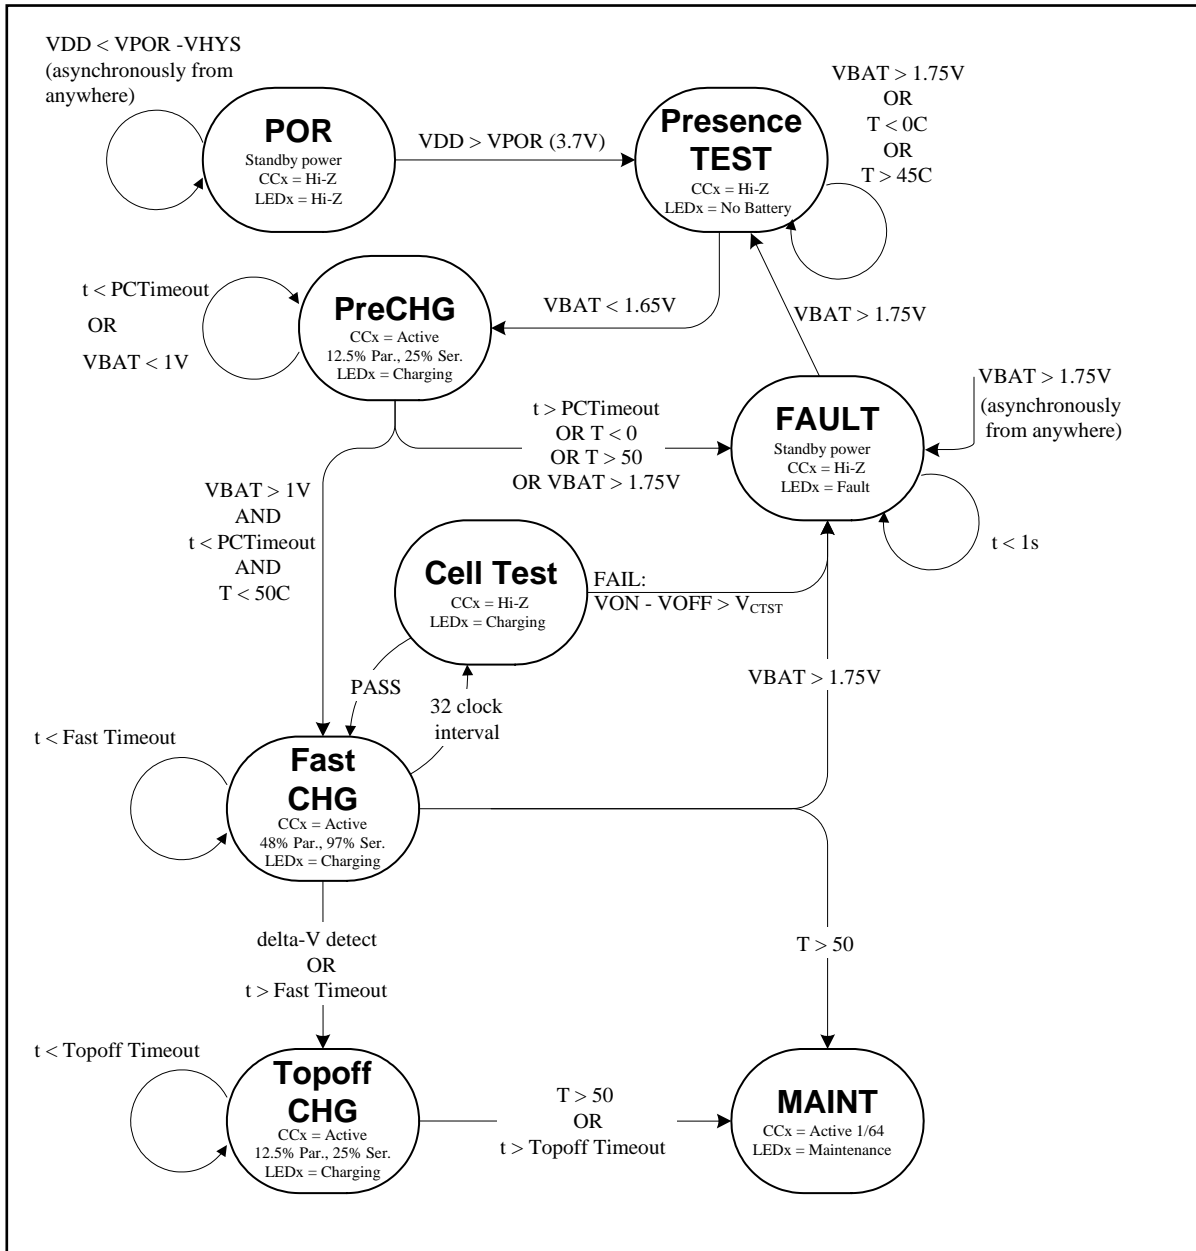 VDD < VPOR -VHYS
(asynchronously from
anywhere)
POR
Standby power
CCx = Hi-Z
LEDx = Hi-Z
VDD > VPOR (3.7V)
Presence
TEST
CCx = Hi-Z
LEDx = No Battery
VBAT > 1.75V
OR
T < 0C
OR
T > 45C
t < PCTimeout
OR
VBAT < 1V
PreCHG
CCx = Active
12.5% Par., 25% Ser.
LEDx = Charging
VBAT < 1.65V
VBAT > 1.75V
VBAT > 1.75V
(asynchronously
from anywhere)
FAULT
Standby power
CCx = Hi-Z
LEDx = Fault
t > PCTimeout
OR T < 0
OR T > 50
OR VBAT > 1.75V
t < 1s
VBAT > 1V
AND
t < PCTimeout
AND
T < 50C
Cell Test
CCx = Hi-Z
LEDx = Charging
FAIL:
VON - VOFF > VCTST
PASS
32 clock
interval
VBAT > 1.75V
t < Fast Timeout
Fast
CHG
CCx = Active
48% Par., 97% Ser.
LEDx = Charging
delta-V detect
OR
t > Fast Timeout
T > 50
t < Topoff Timeout
Topoff
CHG
CCx = Active
12.5% Par., 25% Ser.
LEDx = Charging
T > 50
OR
t > Topoff Timeout
MAINT
CCx = Active 1/64
LEDx = Maintenance